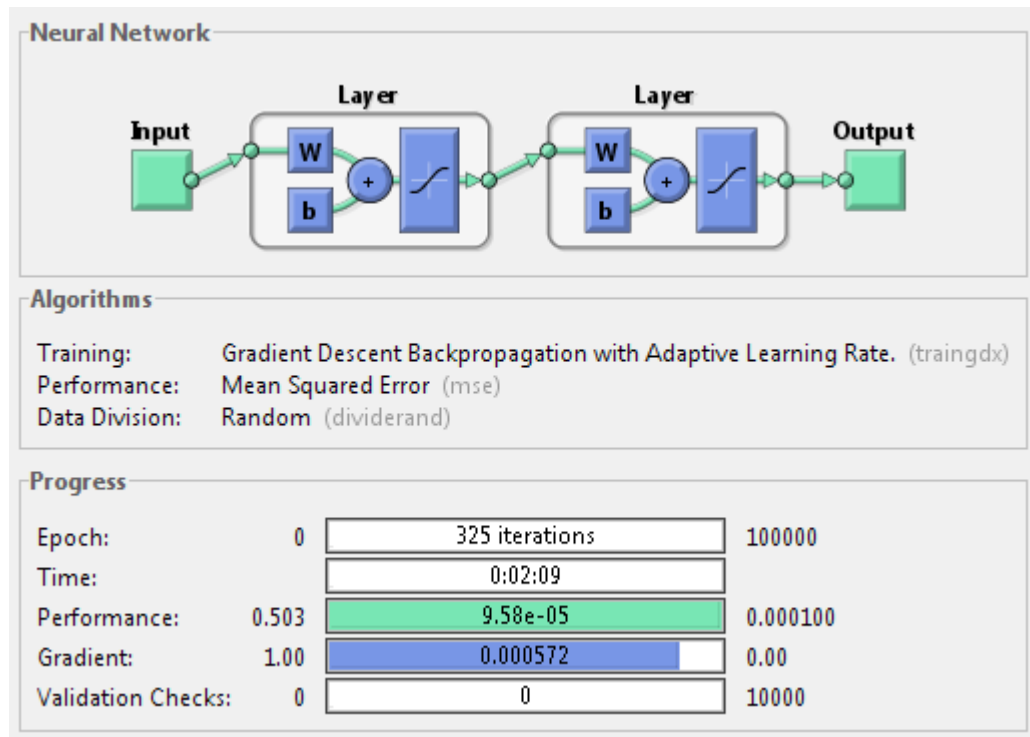 Neural Network
Layer Layer
Input Output
W W
+ +
b b
Algorithms
Training: Gradient Descent Backpropagation with Adaptive Learning Rate. (traingdx)
Performance: Mean Squared Error (mse)
Data Division: Random (dividerand)
Progress
Epoch: 0 325 iterations 100000
Time: 0:02:09
Performance: 0.503 9.58e-05 0.000100
Gradient: 1.00 0.000572 0.00
Validation Checks: 0 0 10000